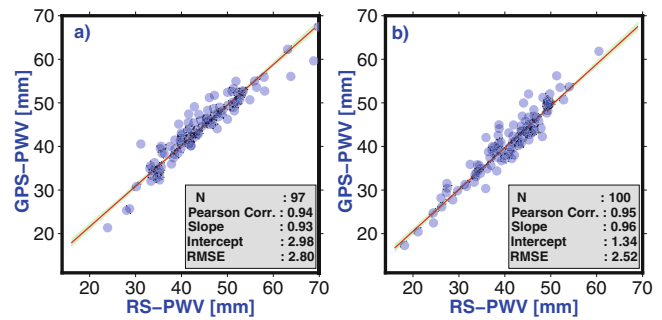 a)
GPS–PWV [mm]
70
60
50
40
30
20
N : 97
Pearson Corr. : 0.94
Slope : 0.93
Intercept : 2.98
RMSE : 2.80
20 30 40 50 60 70
RS–PWV [mm]
b)
GPS–PWV [mm]
70
60
50
40
30
20
N : 100
Pearson Corr. : 0.95
Slope : 0.96
Intercept : 1.34
RMSE : 2.52
20 30 40 50 60 70
RS–PWV [mm]